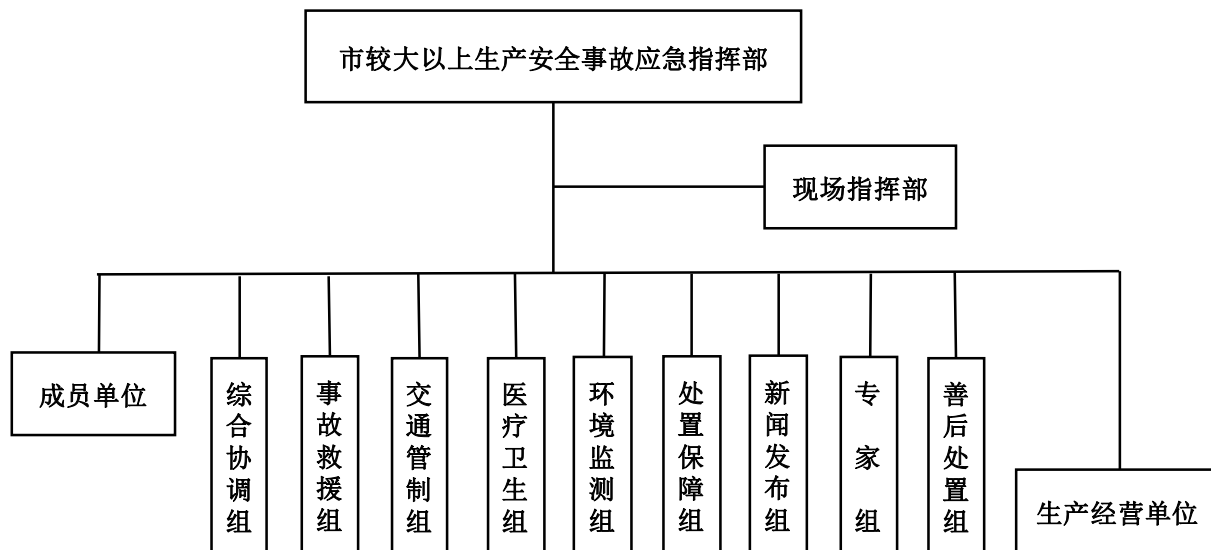 市较大以上生产安全事故应急指挥部
现场指挥部
成员单位
综合协调组
事故救援组
交通管制组
医疗卫生组
环境监测组
处置保障组
新闻发布组
专家组
善后处置组
生产经营单位